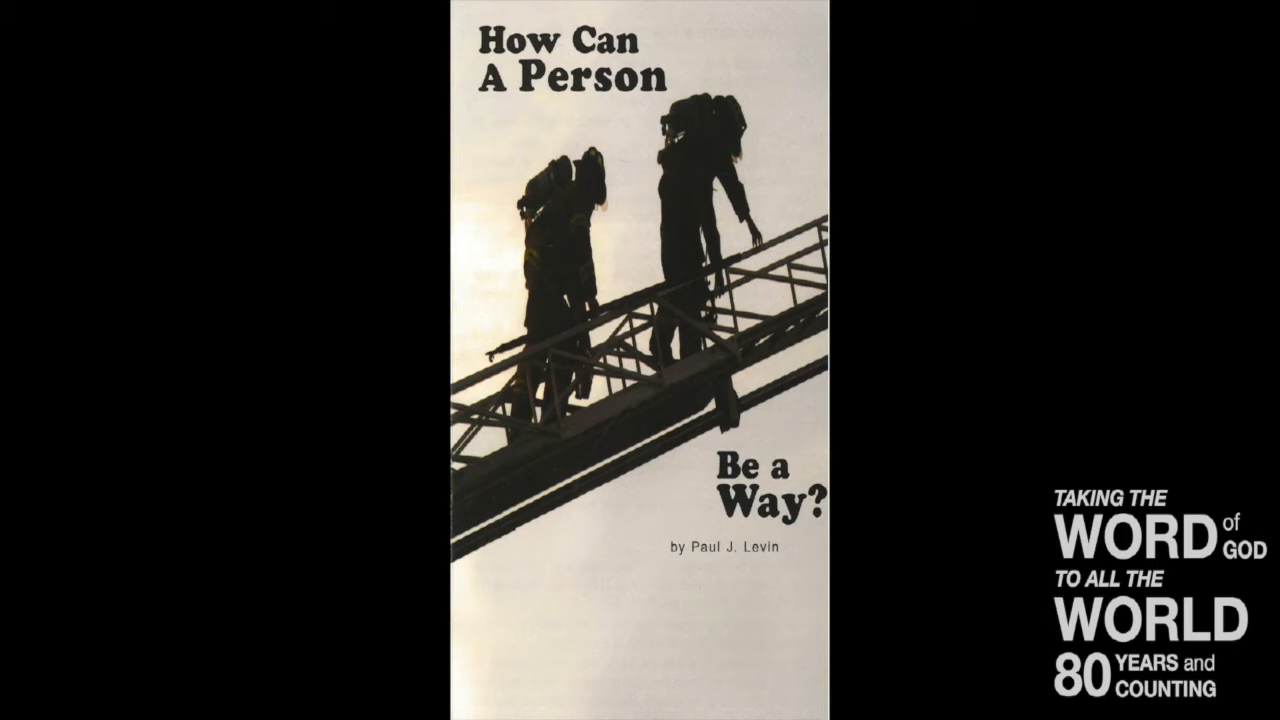 How Can
A Person
Be a
Way?
by Paul J. Levin
TAKING THE
WORD of
GOD
TO ALL THE
WORLD
80 YEARS and
COUNTING